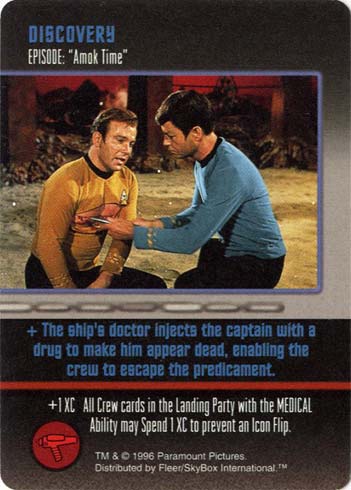 DISCOVERY
EPISODE: "Amok Time"
+ The ship's doctor injects the captain with a
drug to make him appear dead, enabling the
crew to escape the predicament.
+1 XC All Crew cards in the Landing Party with the MEDICAL
Ability may Spend 1 XC to prevent an Icon Flip.
TM & © 1996 Paramount Pictures.
Distributed by Fleer/SkyBox International.™